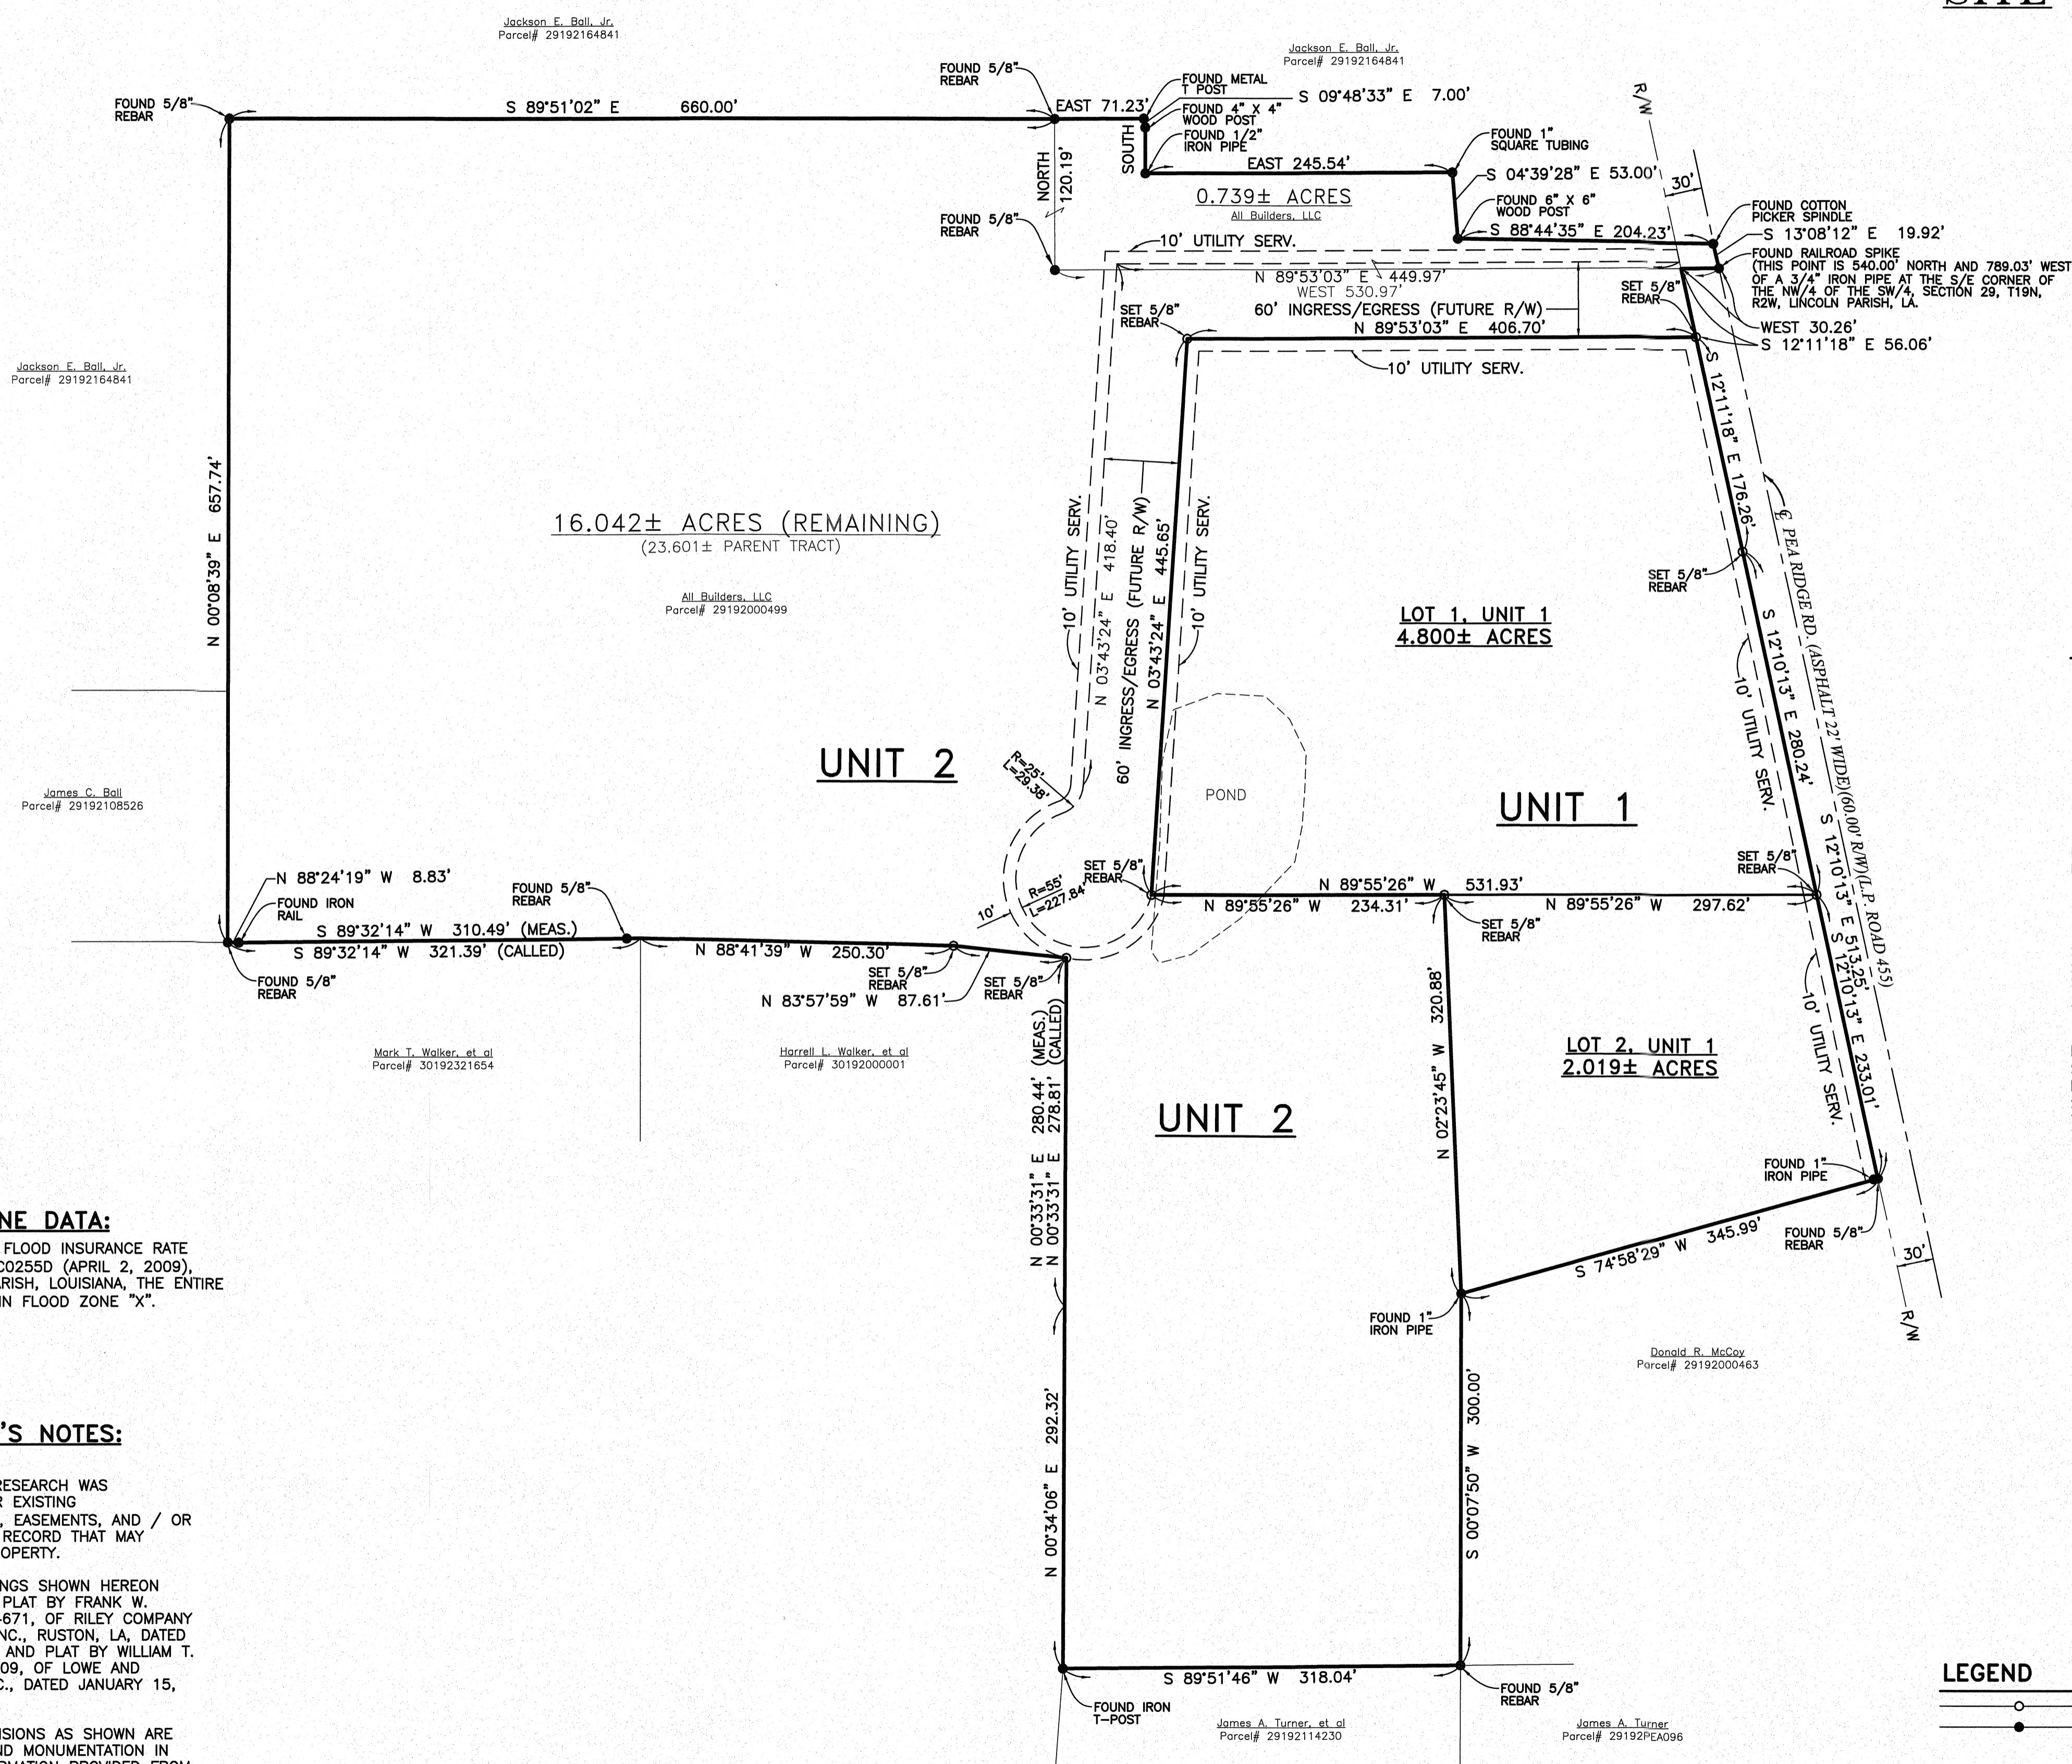 Jackson E. Ball, Jr.
Parcel# 29192164841
Jackson E. Ball, Jr.
Parcel# 29192164841
FOUND 5/8"
REBAR
S 89°51'02" E 660.00'
FOUND 5/8"
REBAR
EAST 71.23'
FOUND METAL
T POST
S 09°48'33" E 7.00'
FOUND 4" X 4"
WOOD POST
FOUND 1/2"
IRON PIPE
SOUTH
NORTH
120.19'
EAST 245.54'
FOUND 1"
SQUARE TUBING
S 04°39'28" E 53.00'
R/W
30'
0.739± ACRES
All Builders, LLC
FOUND 6" X 6"
WOOD POST
S 88°44'35" E 204.23'
FOUND COTTON
PICKER SPINDLE
S 13°08'12" E 19.92'
FOUND RAILROAD SPIKE
(THIS POINT IS 540.00' NORTH AND 789.03' WEST
OF A 3/4" IRON PIPE AT THE S/E CORNER OF
THE NW/4 OF THE SW/4, SECTION 29, T19N,
R2W, LINCOLN PARISH, LA.
WEST 30.26'
S 12°11'18" E 56.06'
FOUND 5/8"
REBAR
10' UTILITY SERV.
N 89°53'03" E 449.97'
WEST 530.97'
60' INGRESS/EGRESS (FUTURE R/W)
SET 5/8"
REBAR
SET 5/8"
REBAR
N 89°53'03" E 406.70'
10' UTILITY SERV.
Jackson E. Ball, Jr.
Parcel# 29192164841
N 00°08'39" E 657.74'
16.042± ACRES (REMAINING)
(23.601± PARENT TRACT)
All Builders, LLC
Parcel# 29192000499
10' UTILITY SERV.
N 03°43'24" E 418.40'
60' INGRESS/EGRESS (FUTURE R/W)
N 03°43'24" E 445.65'
10' UTILITY SERV.
S 12°11'18" E 176.26'
SET 5/8"
REBAR
℄ PEA RIDGE RD. (ASPHALT 22' WIDE)(60.00' R/W)(L.P. ROAD 455)
LOT 1, UNIT 1
4.800± ACRES
S 12°10'13" E 280.24'
10' UTILITY SERV.
UNIT 2
R=25'
L=29.38'
POND
UNIT 1
James C. Ball
Parcel# 29192108526
N 88°24'19" W 8.83'
FOUND IRON
RAIL
FOUND 5/8"
REBAR
S 89°32'14" W 310.49' (MEAS.)
S 89°32'14" W 321.39' (CALLED)
FOUND 5/8"
REBAR
N 88°41'39" W 250.30'
SET 5/8"
REBAR
N 83°57'59" W 87.61'
SET 5/8"
REBAR
10'
R=55'
L=227.84'
SET 5/8"
REBAR
N 89°55'26" W 531.93'
N 89°55'26" W 234.31'
SET 5/8"
REBAR
N 89°55'26" W 297.62'
SET 5/8"
REBAR
S 12°10'13" E 513.25'
S 12°10'13" E 233.01'
10' UTILITY SERV.
Mark T. Walker, et al
Parcel# 30192321654
Harrell L. Walker, et al
Parcel# 30192000001
N 00°33'31" E 280.44' (MEAS.)
N 00°33'31" E 278.81' (CALLED)
UNIT 2
N 02°23'45" W 320.88'
LOT 2, UNIT 1
2.019± ACRES
FOUND 1"
IRON PIPE
FOUND 5/8"
REBAR
S 74°58'29" W 345.99'
30'
R/W
FOUND 1"
IRON PIPE
Donald R. McCoy
Parcel# 29192000463
N 00°34'06" E 292.32'
S 00°07'50" W 300.00'
S 89°51'46" W 318.04'
FOUND IRON
T-POST
FOUND 5/8"
REBAR
James A. Turner, et al
Parcel# 29192114230
James A. Turner
Parcel# 29192PEA096
NE DATA:
FLOOD INSURANCE RATE
C0255D (APRIL 2, 2009),
RISH, LOUISIANA, THE ENTIRE
IN FLOOD ZONE "X".
'S NOTES:
RESEARCH WAS
R EXISTING
, EASEMENTS, AND / OR
RECORD THAT MAY
OPERTY.
NGS SHOWN HEREON
PLAT BY FRANK W.
-671, OF RILEY COMPANY
NC., RUSTON, LA, DATED
AND PLAT BY WILLIAM T.
09, OF LOWE AND
C., DATED JANUARY 15,
NSIONS AS SHOWN ARE
ND MONUMENTATION IN
LEGEND